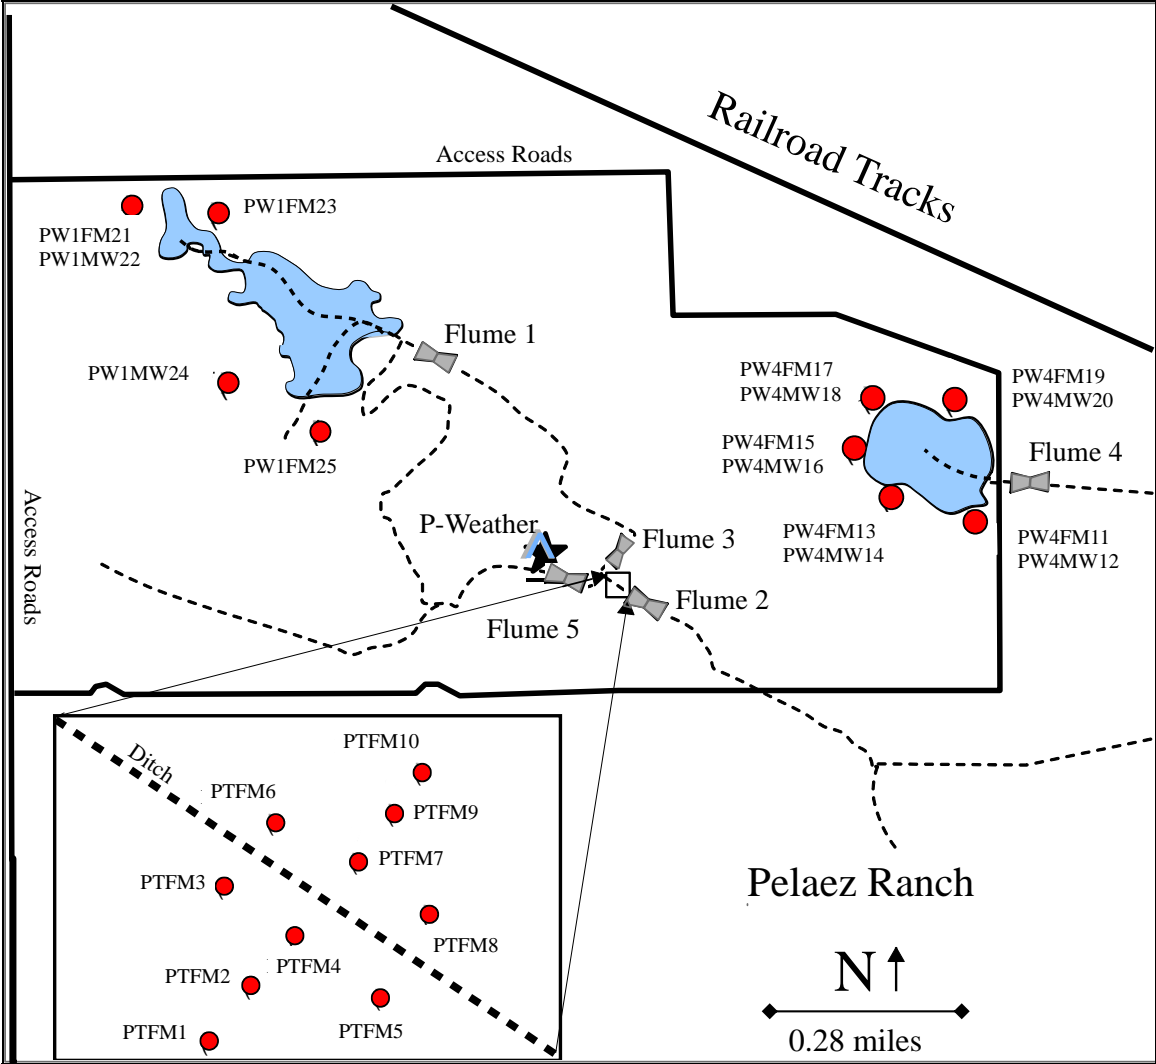 Railroad Tracks
Access Roads
PW1FM23
PW1FM21
PW1MW22
Flume 1
PW1MW24
PW4FM17
PW4MW18
PW4FM19
PW4MW20
PW1FM25
PW4FM15
PW4MW16
Flume 4
Access Roads
P-Weather
Flume 3
PW4FM13
PW4MW14
PW4FM11
PW4MW12
Flume 2
Flume 5
Ditch
PTFM10
PTFM6
PTFM9
PTFM7
PTFM3
PTFM8
PTFM4
PTFM2
PTFM1
PTFM5
Pelaez Ranch
N
0.28 miles